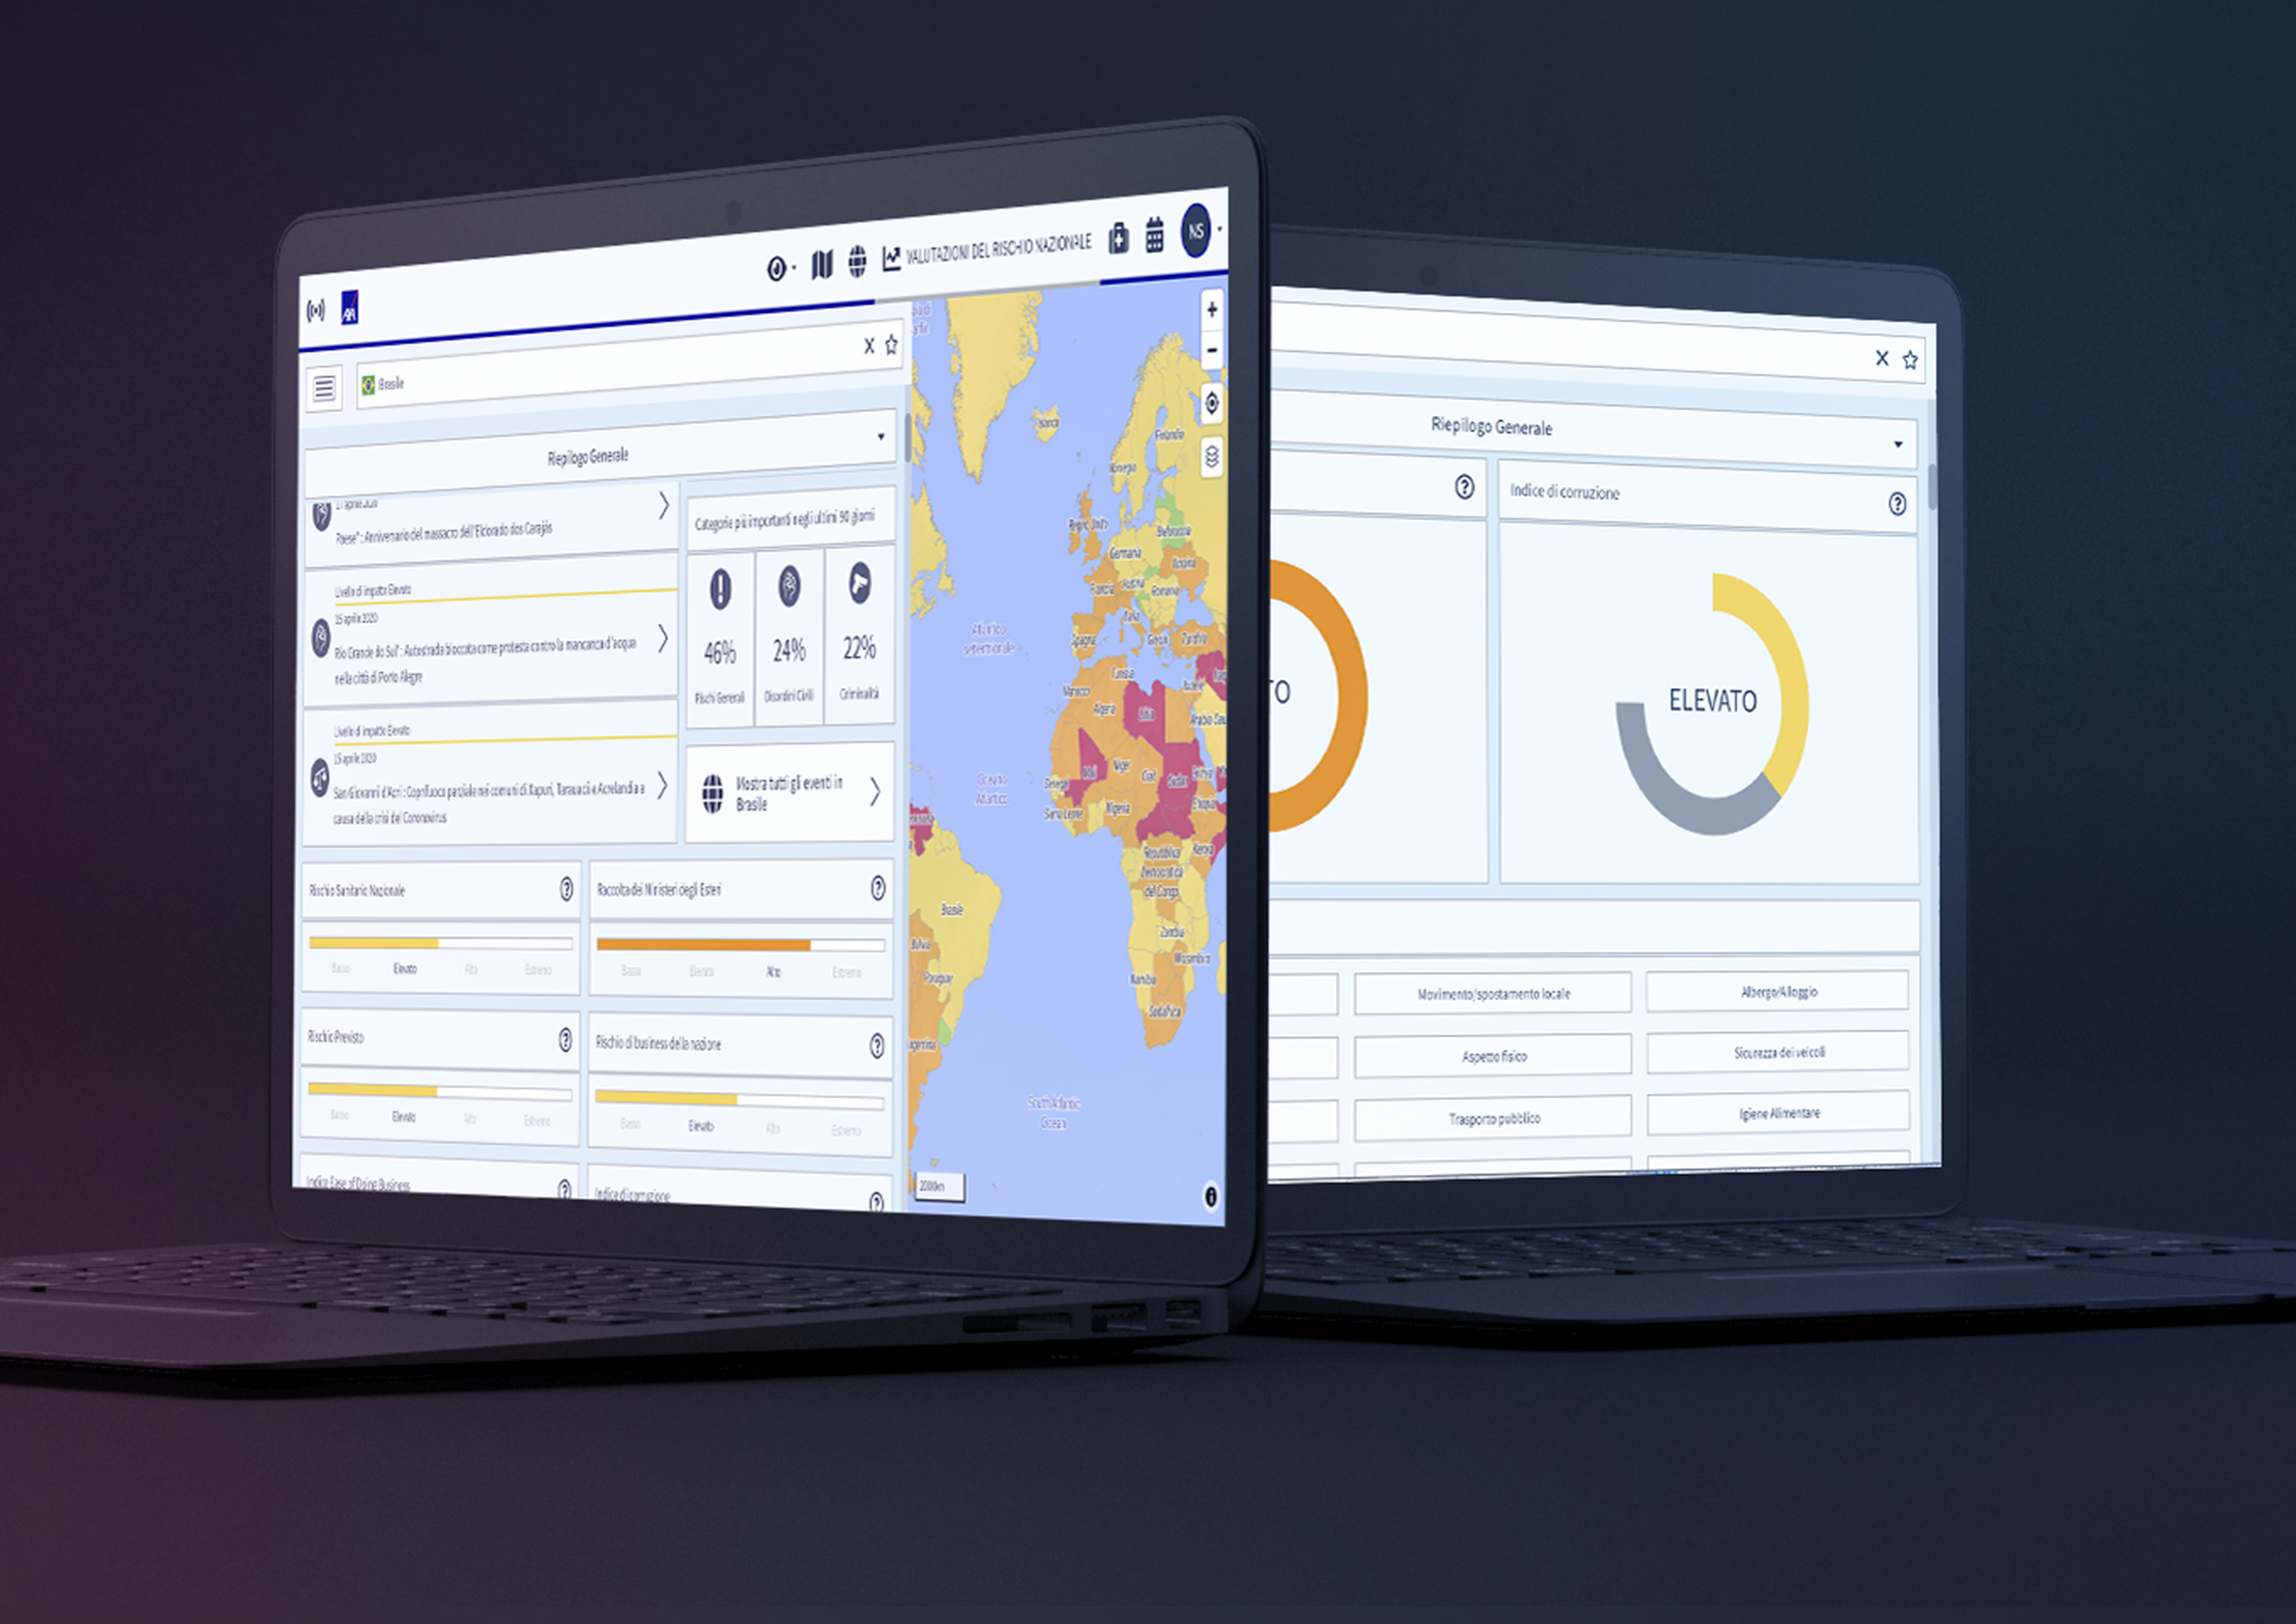 AXA
VALUTAZIONI DEL RISCHIO NAZIONALE
NS
Brasile
Riepilogo Generale
17 aprile 2020
Paese" : Anniversario del massacro dell'Eldorado dos Carajás
Livello di impatto Elevato
15 aprile 2020
Rio Grande do Sul" : Autostrada bloccata come protesta contro la mancanza d'acqua
nella città di Porto Alegre
Livello di impatto Elevato
15 aprile 2020
San Giovanni d'Acri : Coprifuoco parziale nei comuni di Xapuri, Tarauacá e Acrelandia a
causa della crisi del Coronavirus
Categorie più importanti negli ultimi 90 giorni
46%
24%
22%
Rischi Generali
Disordini Civili
Criminalità
Mostra tutti gli eventi in
Brasile
Rischio Sanitario Nazionale
Basso Elevato Alto Estremo
Raccolta dei Ministeri degli Esteri
Basso Elevato Alto Estremo
Rischio Previsto
Basso Elevato Alto Estremo
Rischio di business della nazione
Basso Elevato Alto Estremo
Indice Ease of Doing Business
Indice di corruzione
Islanda
Finlandia
Norvegia
Regno Unito
Bielorussia
Germania
Ucraina
Francia
Austria
Romania
Italia
Spagna
Grecia
Turchia
Atlantico
settentrionale
Tunisia
Marocco
Israele
Algeria
Libia
Arabia Sau
Mali
Niger
Ciad
Sudan
Eritrea
Senegal
Oceano
Atlantico
Sierra Leone
Nigeria
Etiopia
Repubblica
Democratica
del Congo
Kenya
Brasile
Bolivia
Zambia
Mozambico
Paraguay
Namibia
Sudafrica
rgentina
South Atlantic
Ocean
2000km
Riepilogo Generale
Indice di corruzione
TO
ELEVATO
Movimento/spostamento locale
Albergo/Alloggio
Aspetto fisico
Sicurezza dei veicoli
Trasporto pubblico
Igiene Alimentare